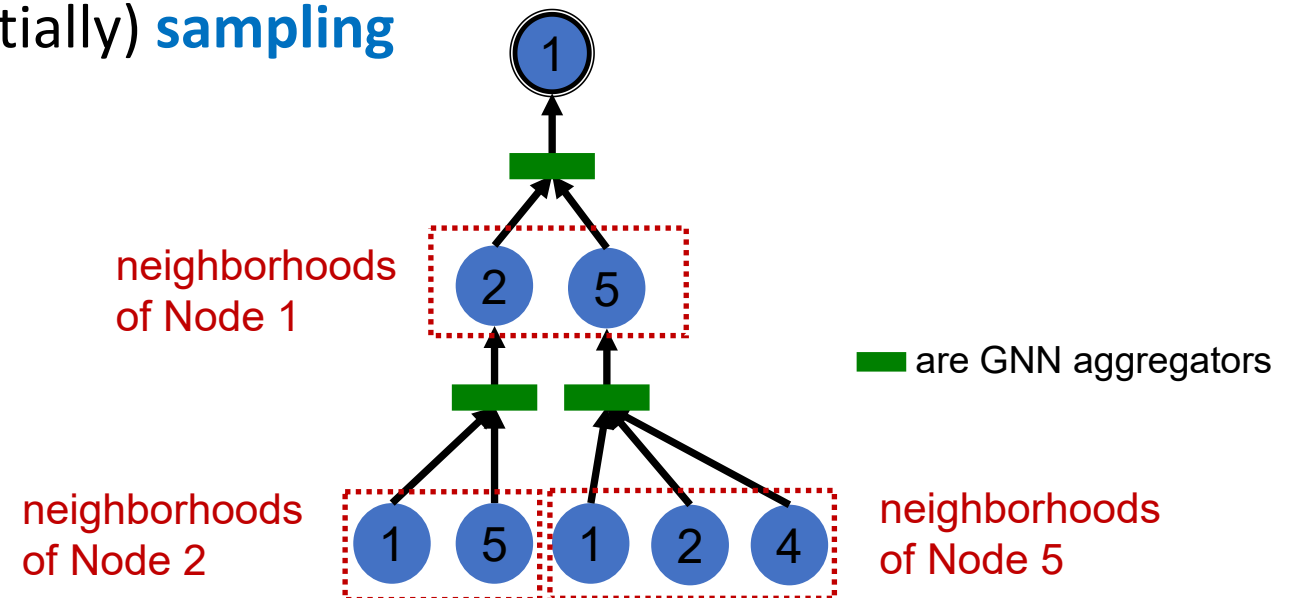 tially) sampling
1
neighborhoods
of Node 1
2 5
are GNN aggregators
neighborhoods
of Node 2
1 5 1 2 4
neighborhoods
of Node 5